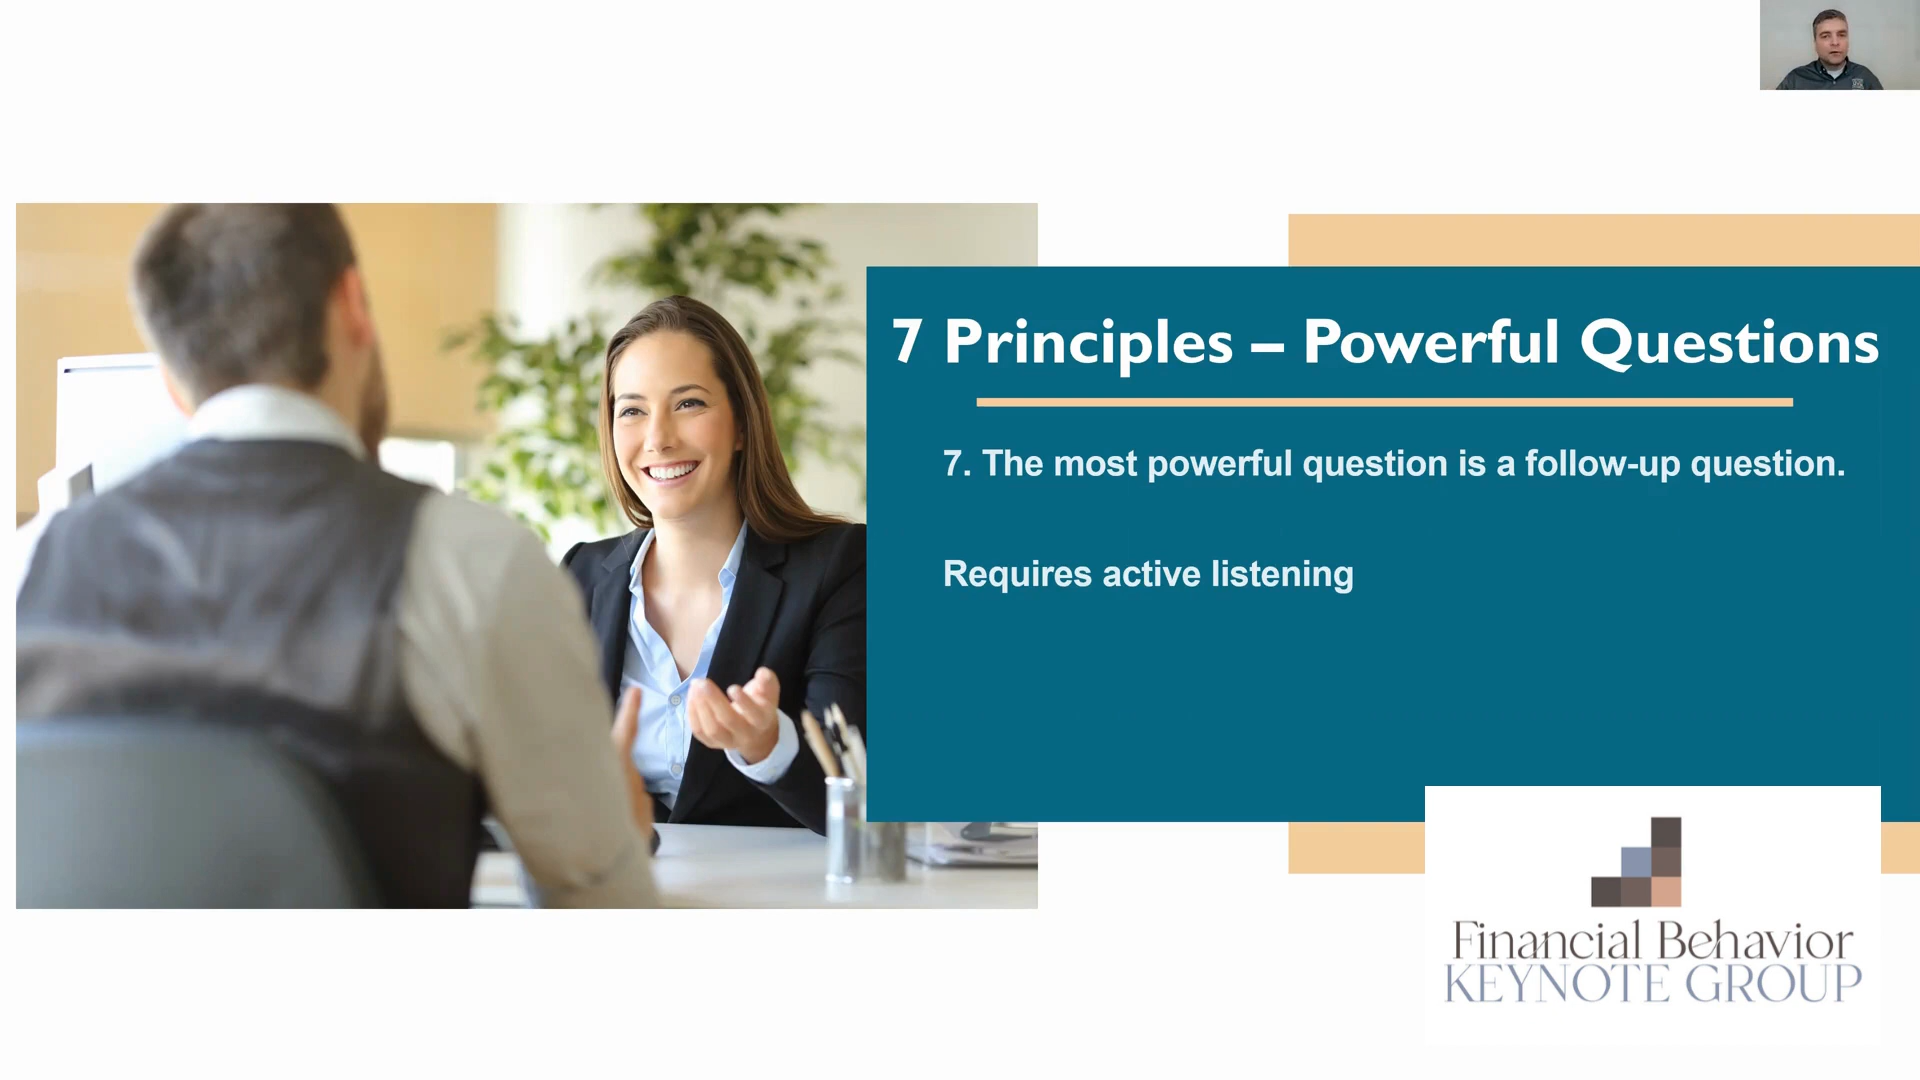 7 Principles – Powerful Questions
7. The most powerful question is a follow-up question.
Requires active listening
Financial Behavior
KEYNOTE GROUP